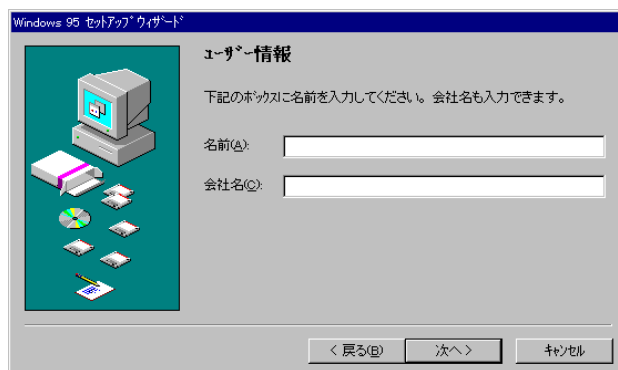 Windows 95 ｾｯﾄｱｯﾌﾟ ｳｨｻﾞｰﾄﾞ
ﾕｰｻﾞｰ情報
下記のﾎﾞｯｸｽに名前を入力してください。会社名も入力できます。
名前(A):
会社名(C):
< 戻る(B)
次へ >
ｷｬﾝｾﾙ